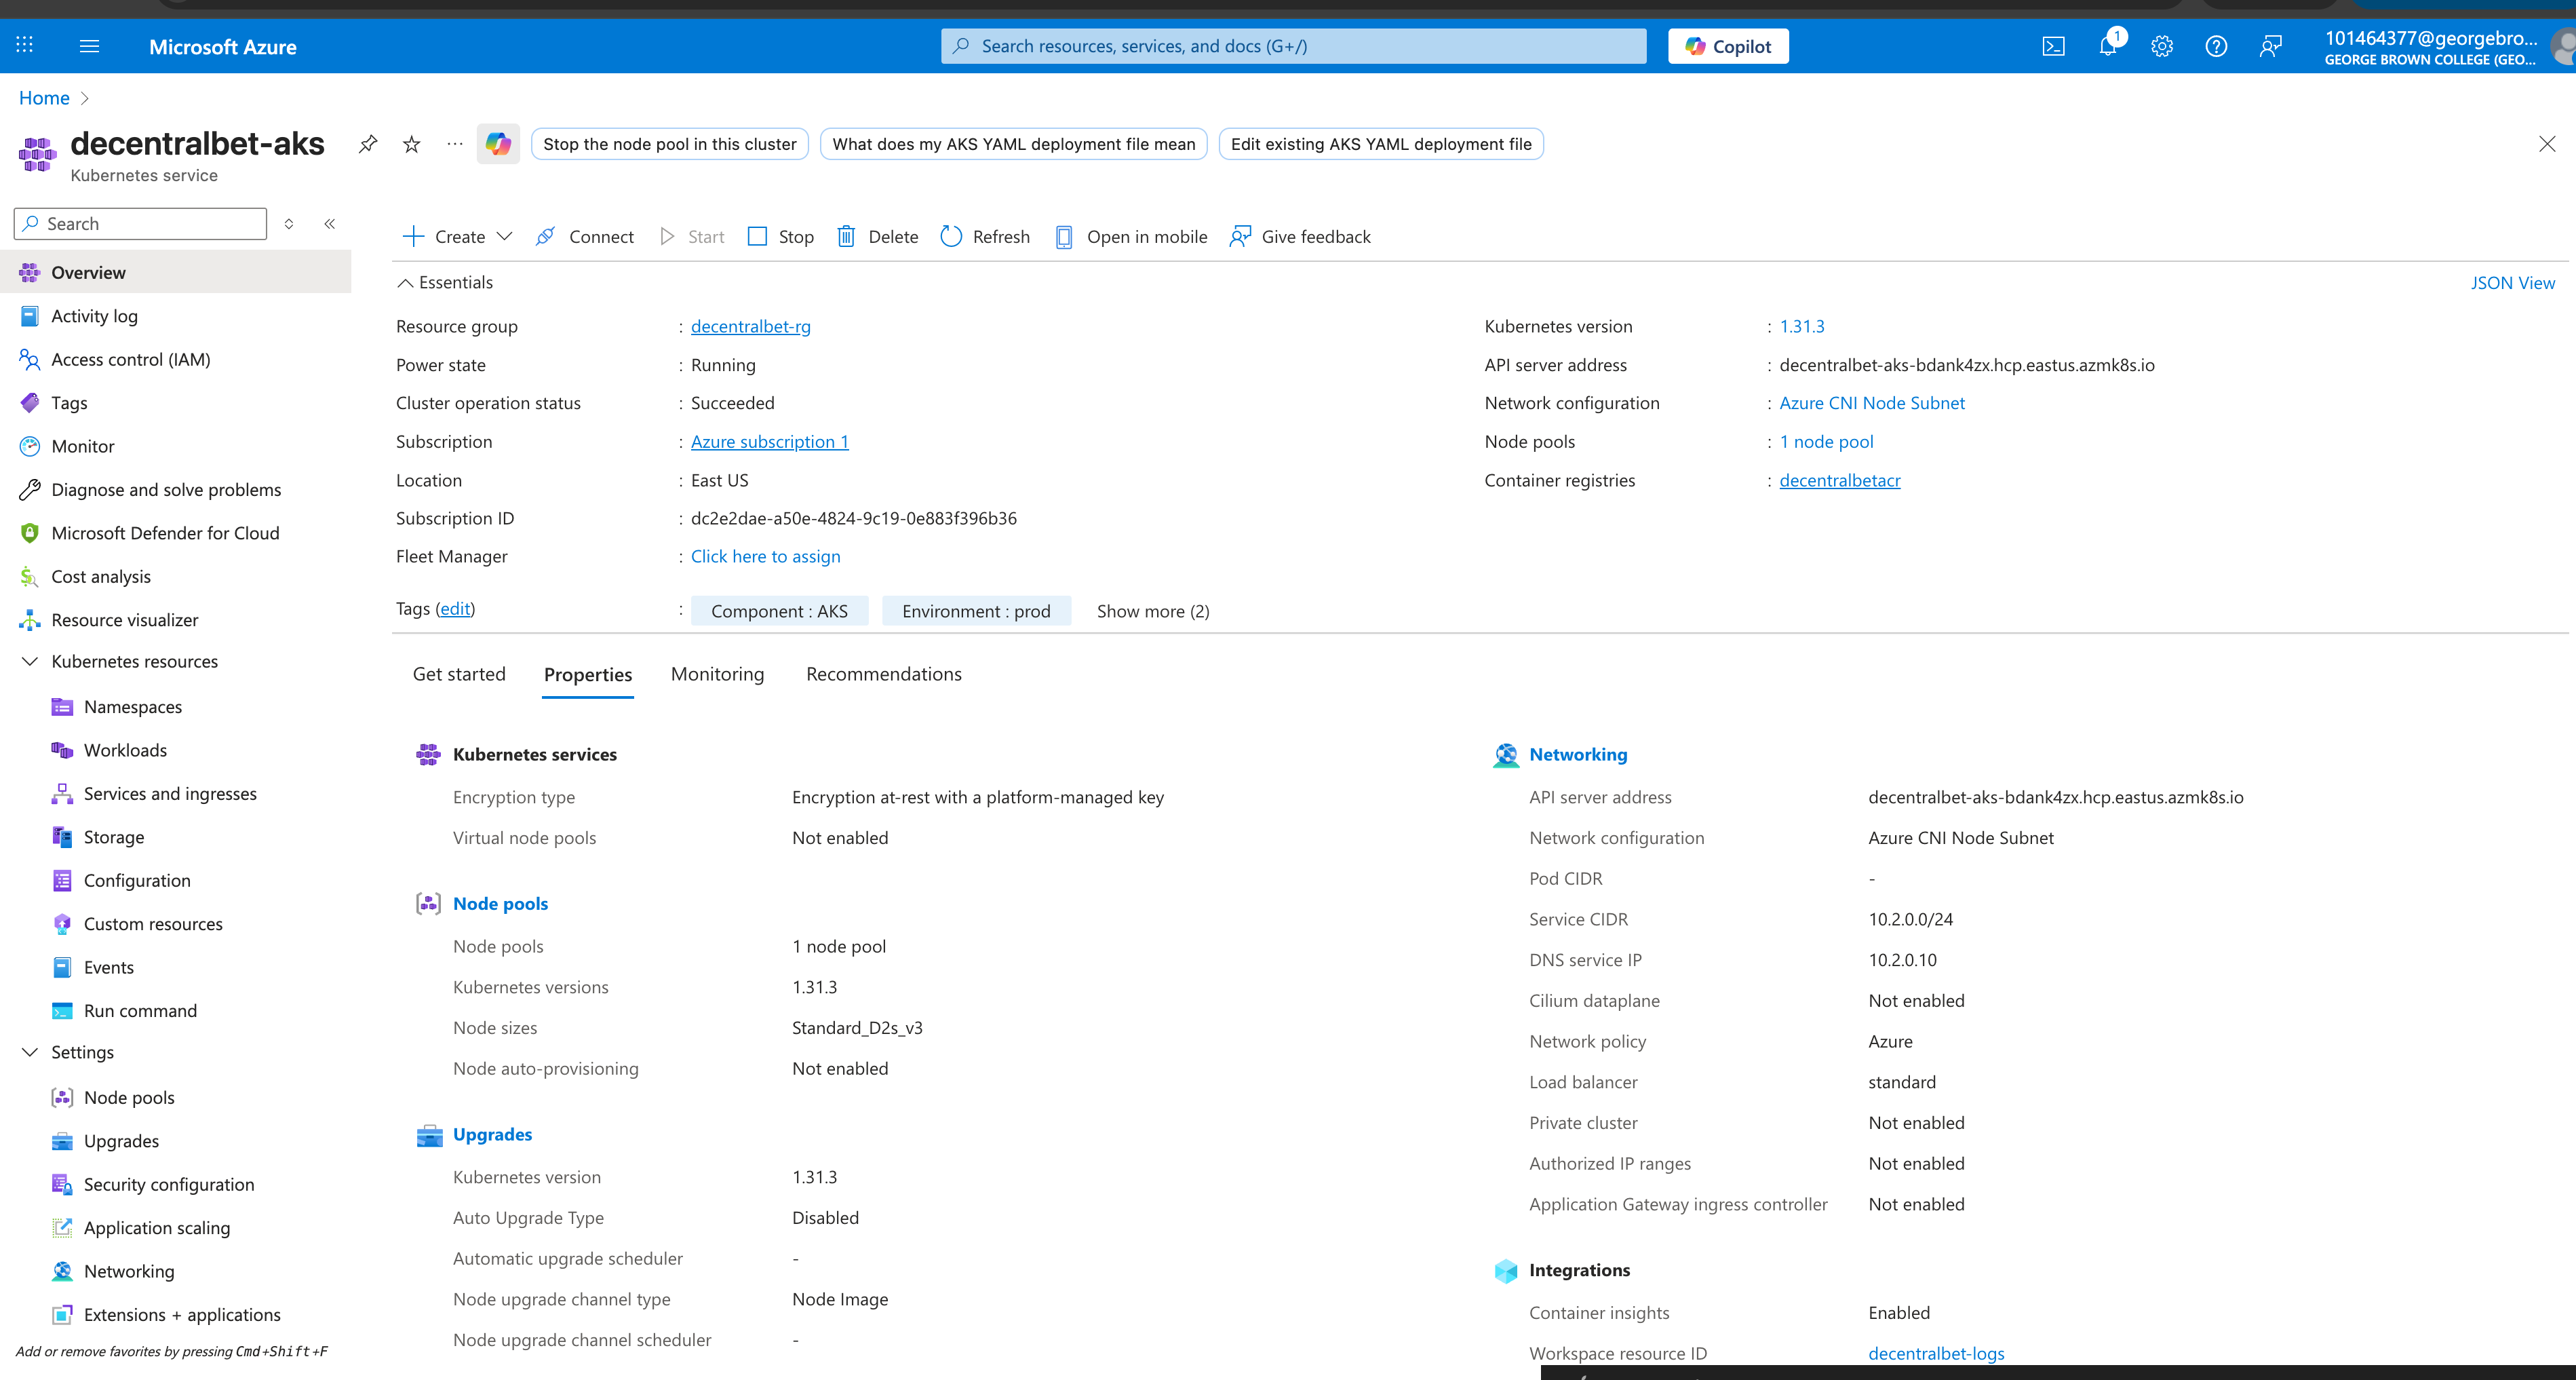 Microsoft Azure
Search resources, services, and docs (G+/)
Copilot
1
101464377@georgebro...
GEORGE BROWN COLLEGE (GEO...
Home
decentralbet-aks
Kubernetes service
Stop the node pool in this cluster
What does my AKS YAML deployment file mean
Edit existing AKS YAML deployment file
Search
Overview
Activity log
Access control (IAM)
Tags
Monitor
Diagnose and solve problems
Microsoft Defender for Cloud
Cost analysis
Resource visualizer
Kubernetes resources
Namespaces
Workloads
Services and ingresses
Storage
Configuration
Custom resources
Events
Run command
Settings
Node pools
Upgrades
Security configuration
Application scaling
Networking
Extensions + applications
Add or remove favorites by pressing Cmd+Shift+F
Create
Connect
Start
Stop
Delete
Refresh
Open in mobile
Give feedback
Essentials
JSON View
Resource group : decentralbet-rg
Power state : Running
Cluster operation status : Succeeded
Subscription : Azure subscription 1
Location : East US
Subscription ID : dc2e2dae-a50e-4824-9c19-0e883f396b36
Fleet Manager : Click here to assign
Kubernetes version : 1.31.3
API server address : decentralbet-aks-bdank4zx.hcp.eastus.azmk8s.io
Network configuration : Azure CNI Node Subnet
Node pools : 1 node pool
Container registries : decentralbetacr
Tags (edit) : Component : AKS Environment : prod Show more (2)
Get started
Properties
Monitoring
Recommendations
Kubernetes services
Encryption type Encryption at-rest with a platform-managed key
Virtual node pools Not enabled
Node pools
Node pools 1 node pool
Kubernetes versions 1.31.3
Node sizes Standard_D2s_v3
Node auto-provisioning Not enabled
Upgrades
Kubernetes version 1.31.3
Auto Upgrade Type Disabled
Automatic upgrade scheduler -
Node upgrade channel type Node Image
Node upgrade channel scheduler -
Networking
API server address decentralbet-aks-bdank4zx.hcp.eastus.azmk8s.io
Network configuration Azure CNI Node Subnet
Pod CIDR -
Service CIDR 10.2.0.0/24
DNS service IP 10.2.0.10
Cilium dataplane Not enabled
Network policy Azure
Load balancer standard
Private cluster Not enabled
Authorized IP ranges Not enabled
Application Gateway ingress controller Not enabled
Integrations
Container insights Enabled
Workspace resource ID decentralbet-logs